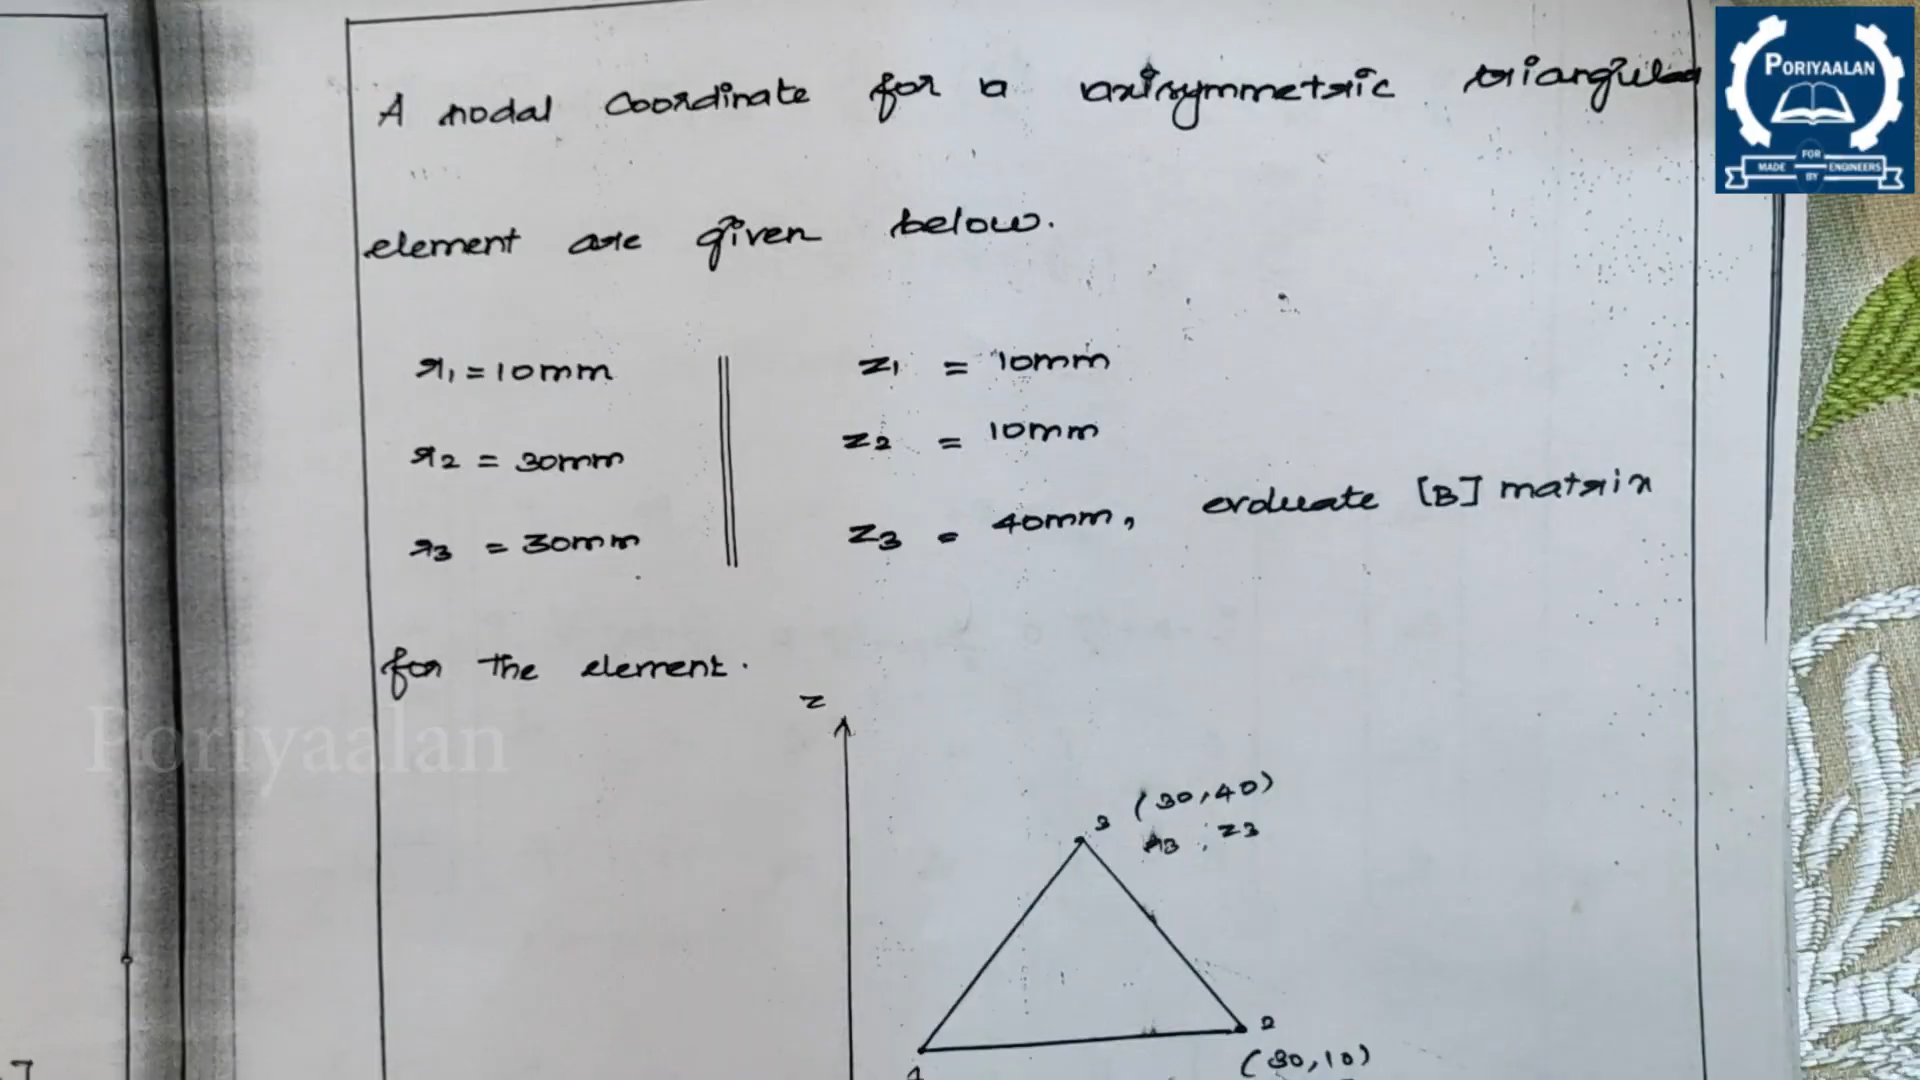 A nodal coordinate for a axisymmetric triangular
element are given below.
r1 = 10mm z1 = 10mm
r2 = 30mm z2 = 10mm
r3 = 30mm z3 = 40mm, evaluate [B] matrix
for the element.
z
3 (30,40)
r3, z3
2
(30,10)
1
7
PORIYAALAN
MADE FOR BY ENGINEERS
Poriyaalan